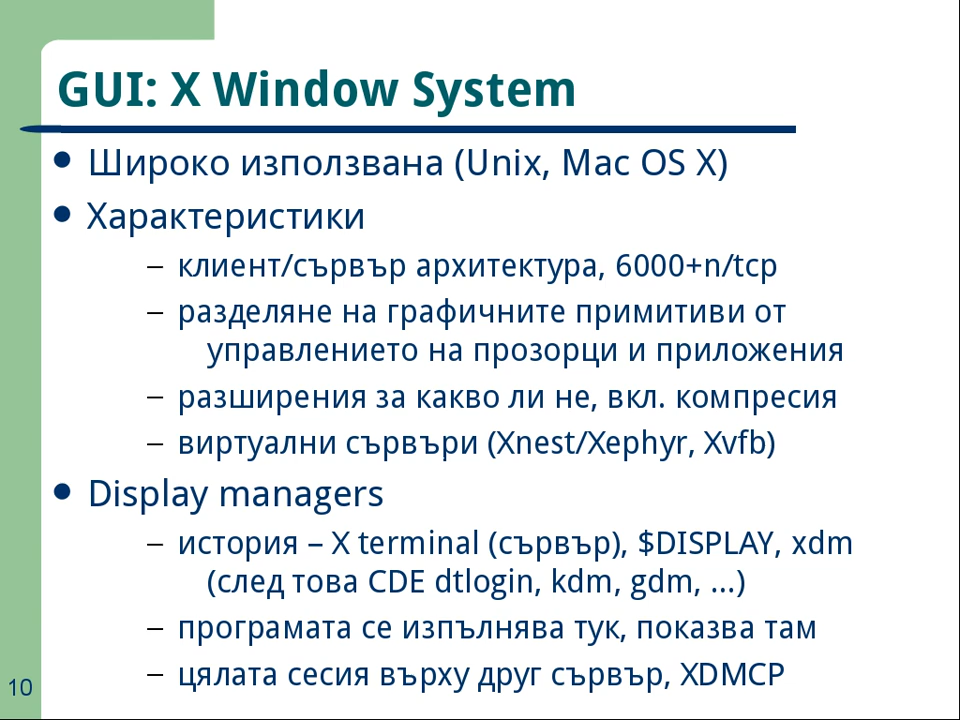 GUI: X Window System
● Широко използвана (Unix, Mac OS X)
● Характеристики
– клиент/сървър архитектура, 6000+n/tcp
– разделяне на графичните примитиви от
управлението на прозорци и приложения
– разширения за какво ли не, вкл. компресия
– виртуални сървъри (Xnest/Xephyr, Xvfb)
● Display managers
– история – X terminal (сървър), $DISPLAY, xdm
(след това CDE dtlogin, kdm, gdm, ...)
– програмата се изпълнява тук, показва там
– цялата сесия върху друг сървър, XDMCP
10